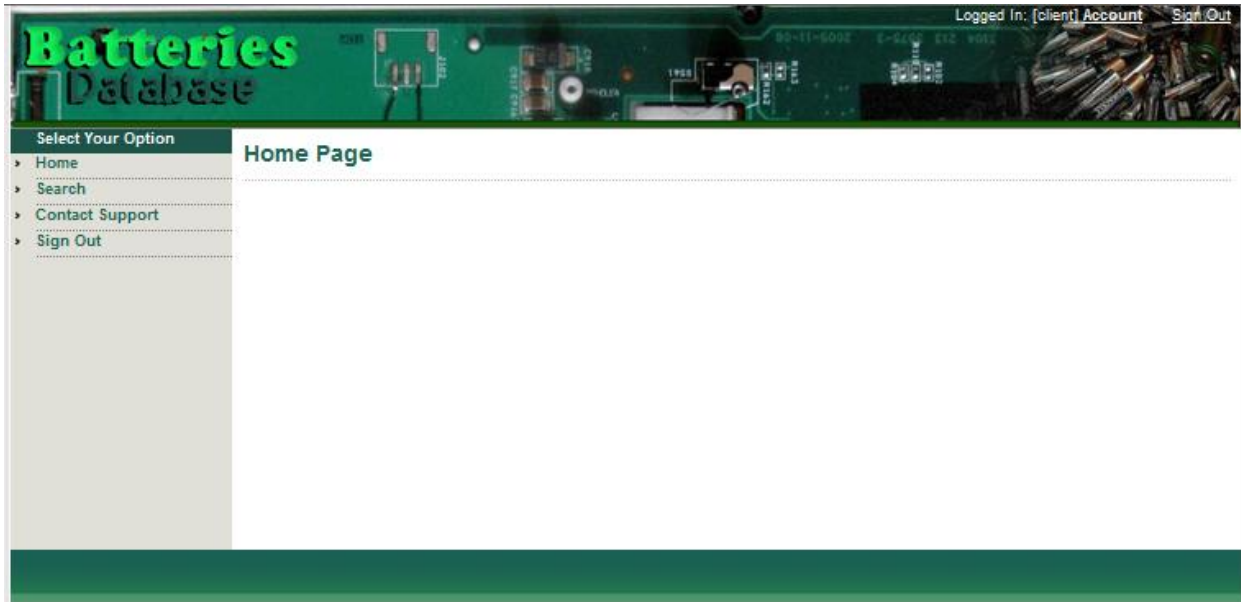 Logged In: [client] Account Sign Out
Batteries
Database
Select Your Option
Home
Search
Contact Support
Sign Out
Home Page